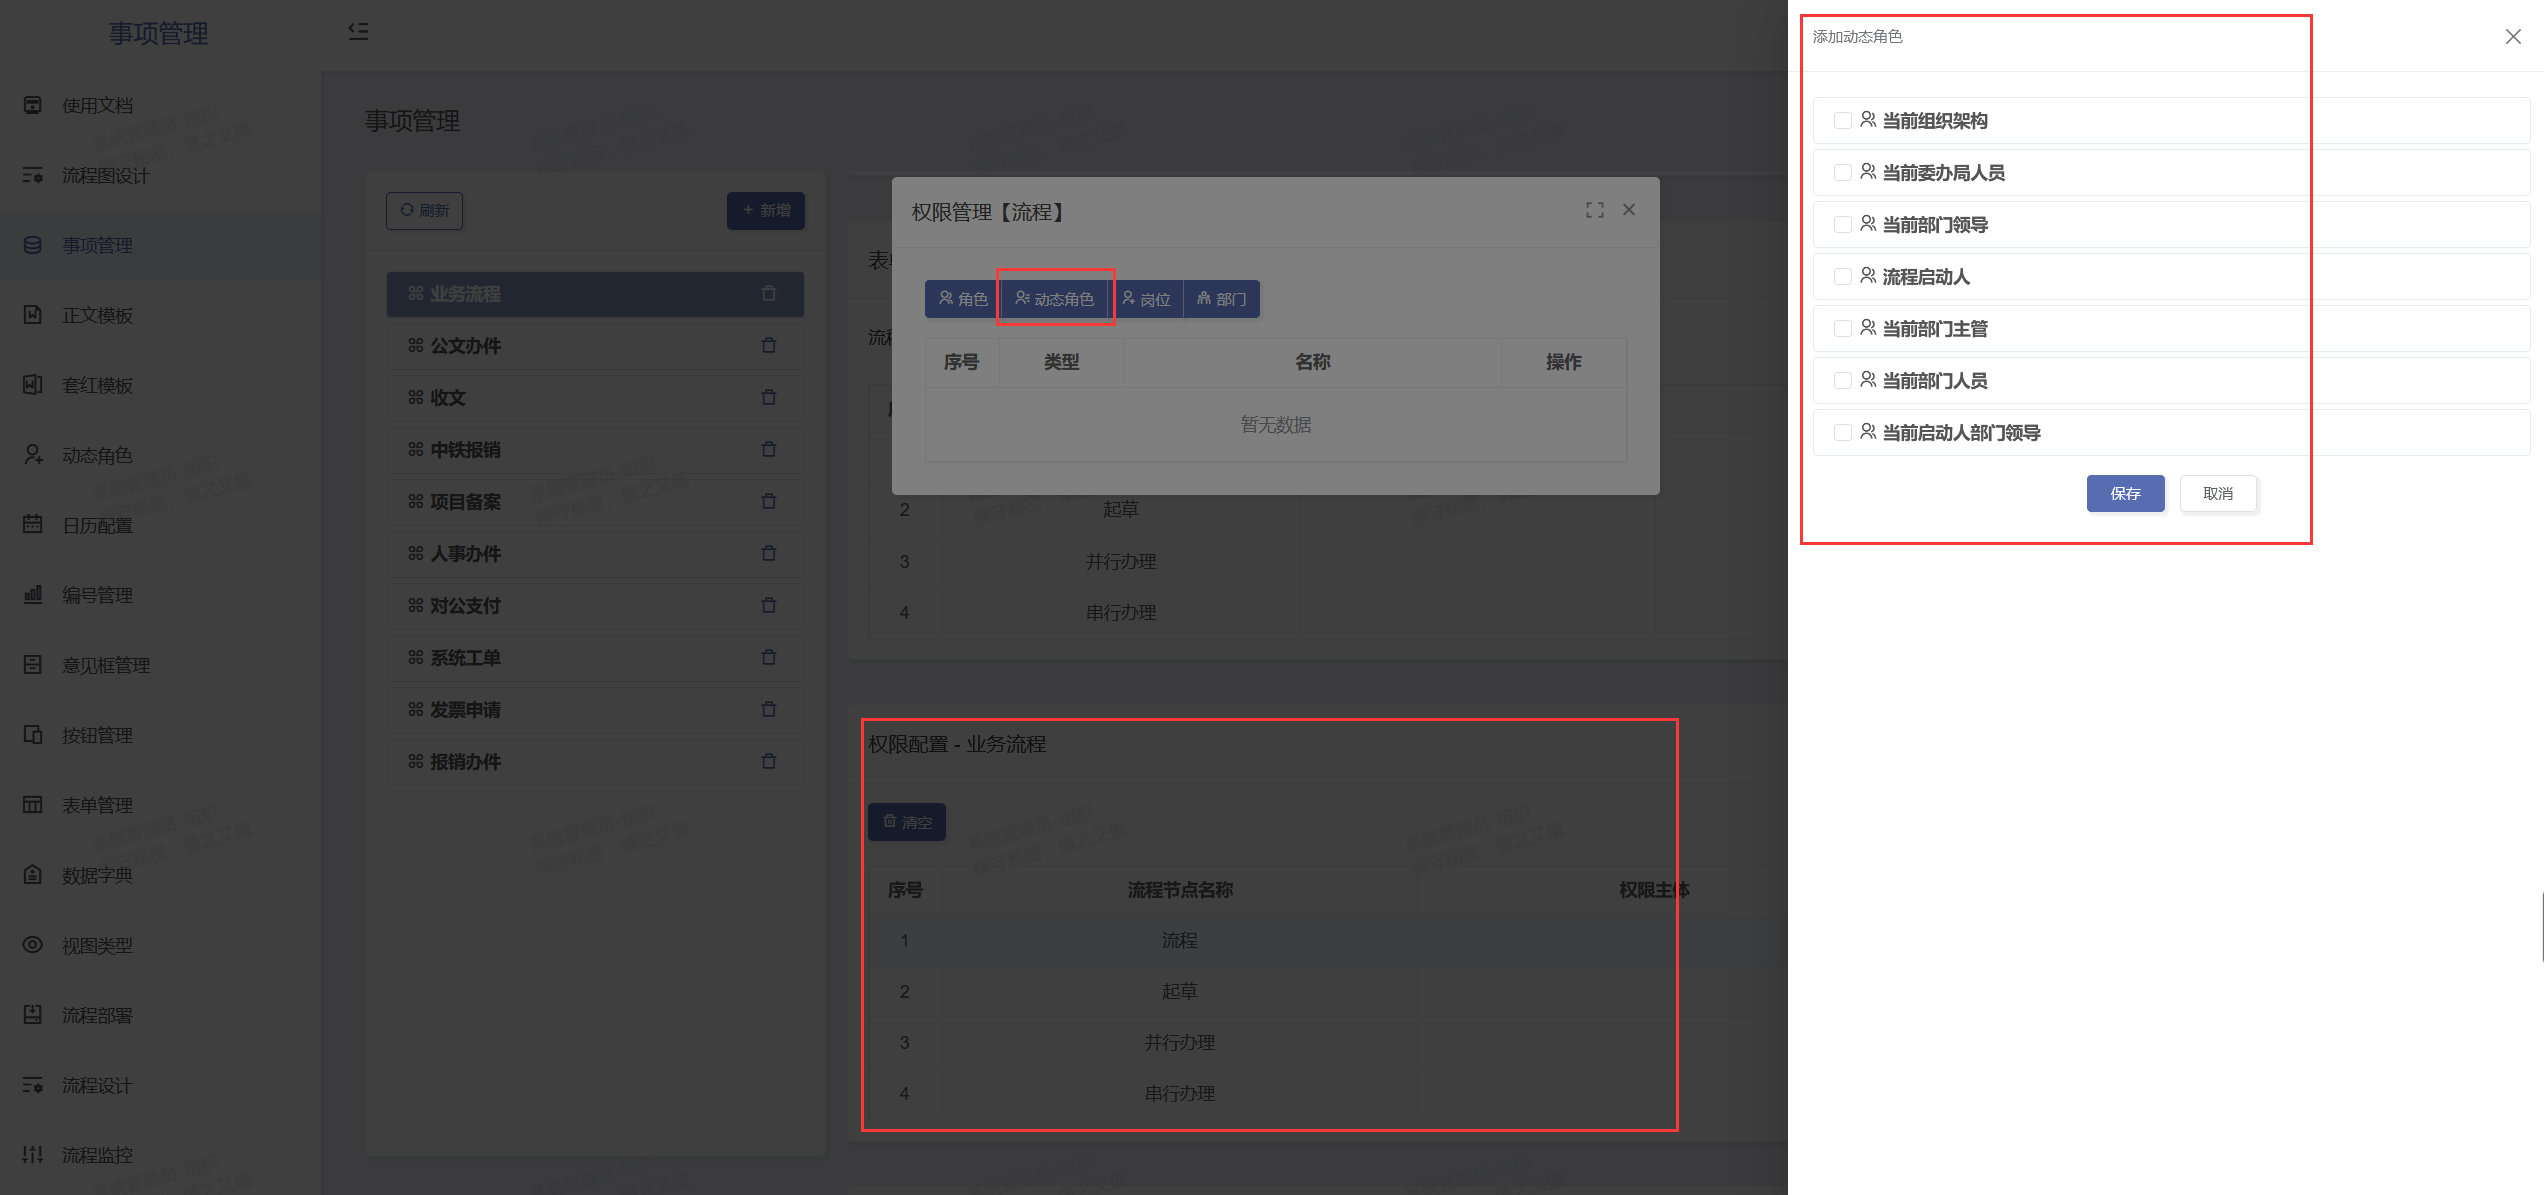 事项管理
使用文档
流程图设计
事项管理
正文模板
套红模板
动态角色
日历配置
编号管理
意见框管理
按钮管理
表单管理
数据字典
视图类型
流程部署
流程设计
流程监控
事项管理
刷新
+ 新增
业务流程
公文办件
收文
中铁报销
项目备案
人事办件
对公支付
系统工单
发票申请
报销办件
权限管理【流程】
角色 动态角色 岗位 部门
序号 类型 名称 操作
暂无数据
2 起草
3 并行办理
4 串行办理
权限配置 - 业务流程
清空
序号 流程节点名称 权限主体
1 流程
2 起草
3 并行办理
4 串行办理
添加动态角色
当前组织架构
当前委办局人员
当前部门领导
流程启动人
当前部门主管
当前部门人员
当前启动人部门领导
保存 取消